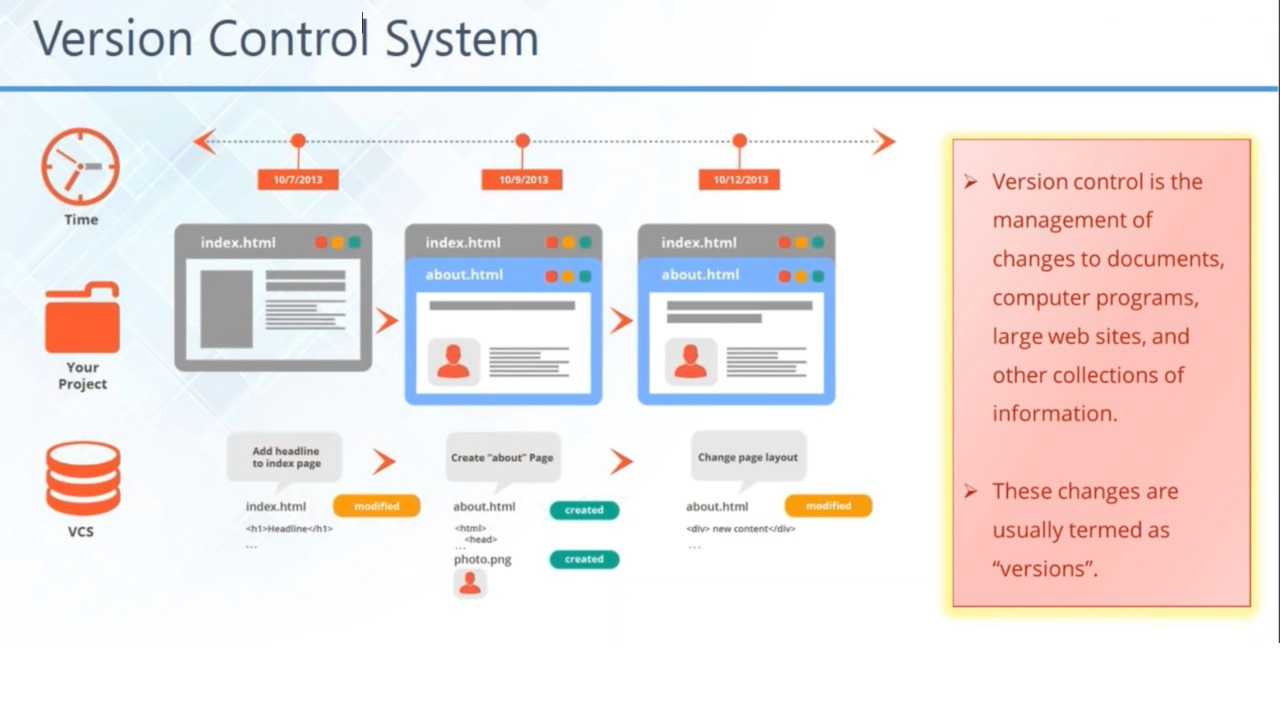 Version Control System
Time
10/7/2013
10/9/2013
10/12/2013
Your
Project
index.html
index.html
about.html
index.html
about.html
VCS
Add headline
to index page
index.html
modified
<h1>Headline</h1>
...
Create "about" Page
about.html
created
<html>
<head>
...
photo.png
created
Change page layout
about.html
modified
<div> new content</div>
...
Version control is the
management of
changes to documents,
computer programs,
large web sites, and
other collections of
information.
These changes are
usually termed as
“versions”.